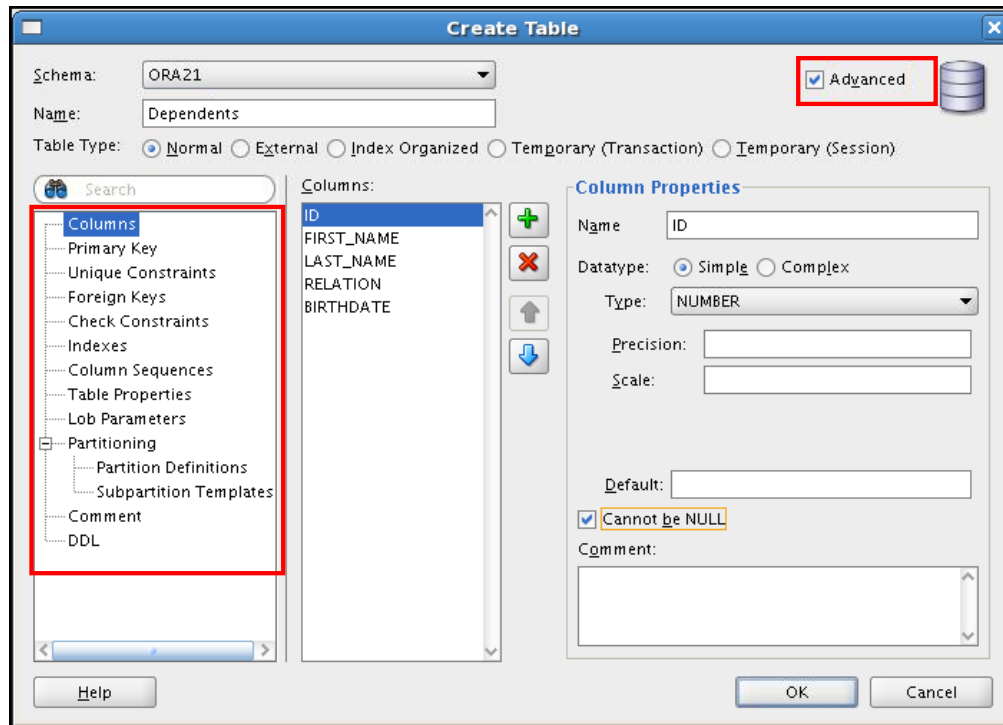 Create Table
Schema:
ORA21
Advanced
Name:
Dependents
Table Type:
Normal
External
Index Organized
Temporary (Transaction)
Temporary (Session)
Search
Columns
Primary Key
Unique Constraints
Foreign Keys
Check Constraints
Indexes
Column Sequences
Table Properties
Lob Parameters
Partitioning
Partition Definitions
Subpartition Templates
Comment
DDL
Columns:
ID
FIRST_NAME
LAST_NAME
RELATION
BIRTHDATE
Column Properties
Name
ID
Datatype:
Simple
Complex
Type:
NUMBER
Precision:
Scale:
Default:
Cannot be NULL
Comment:
Help
OK
Cancel